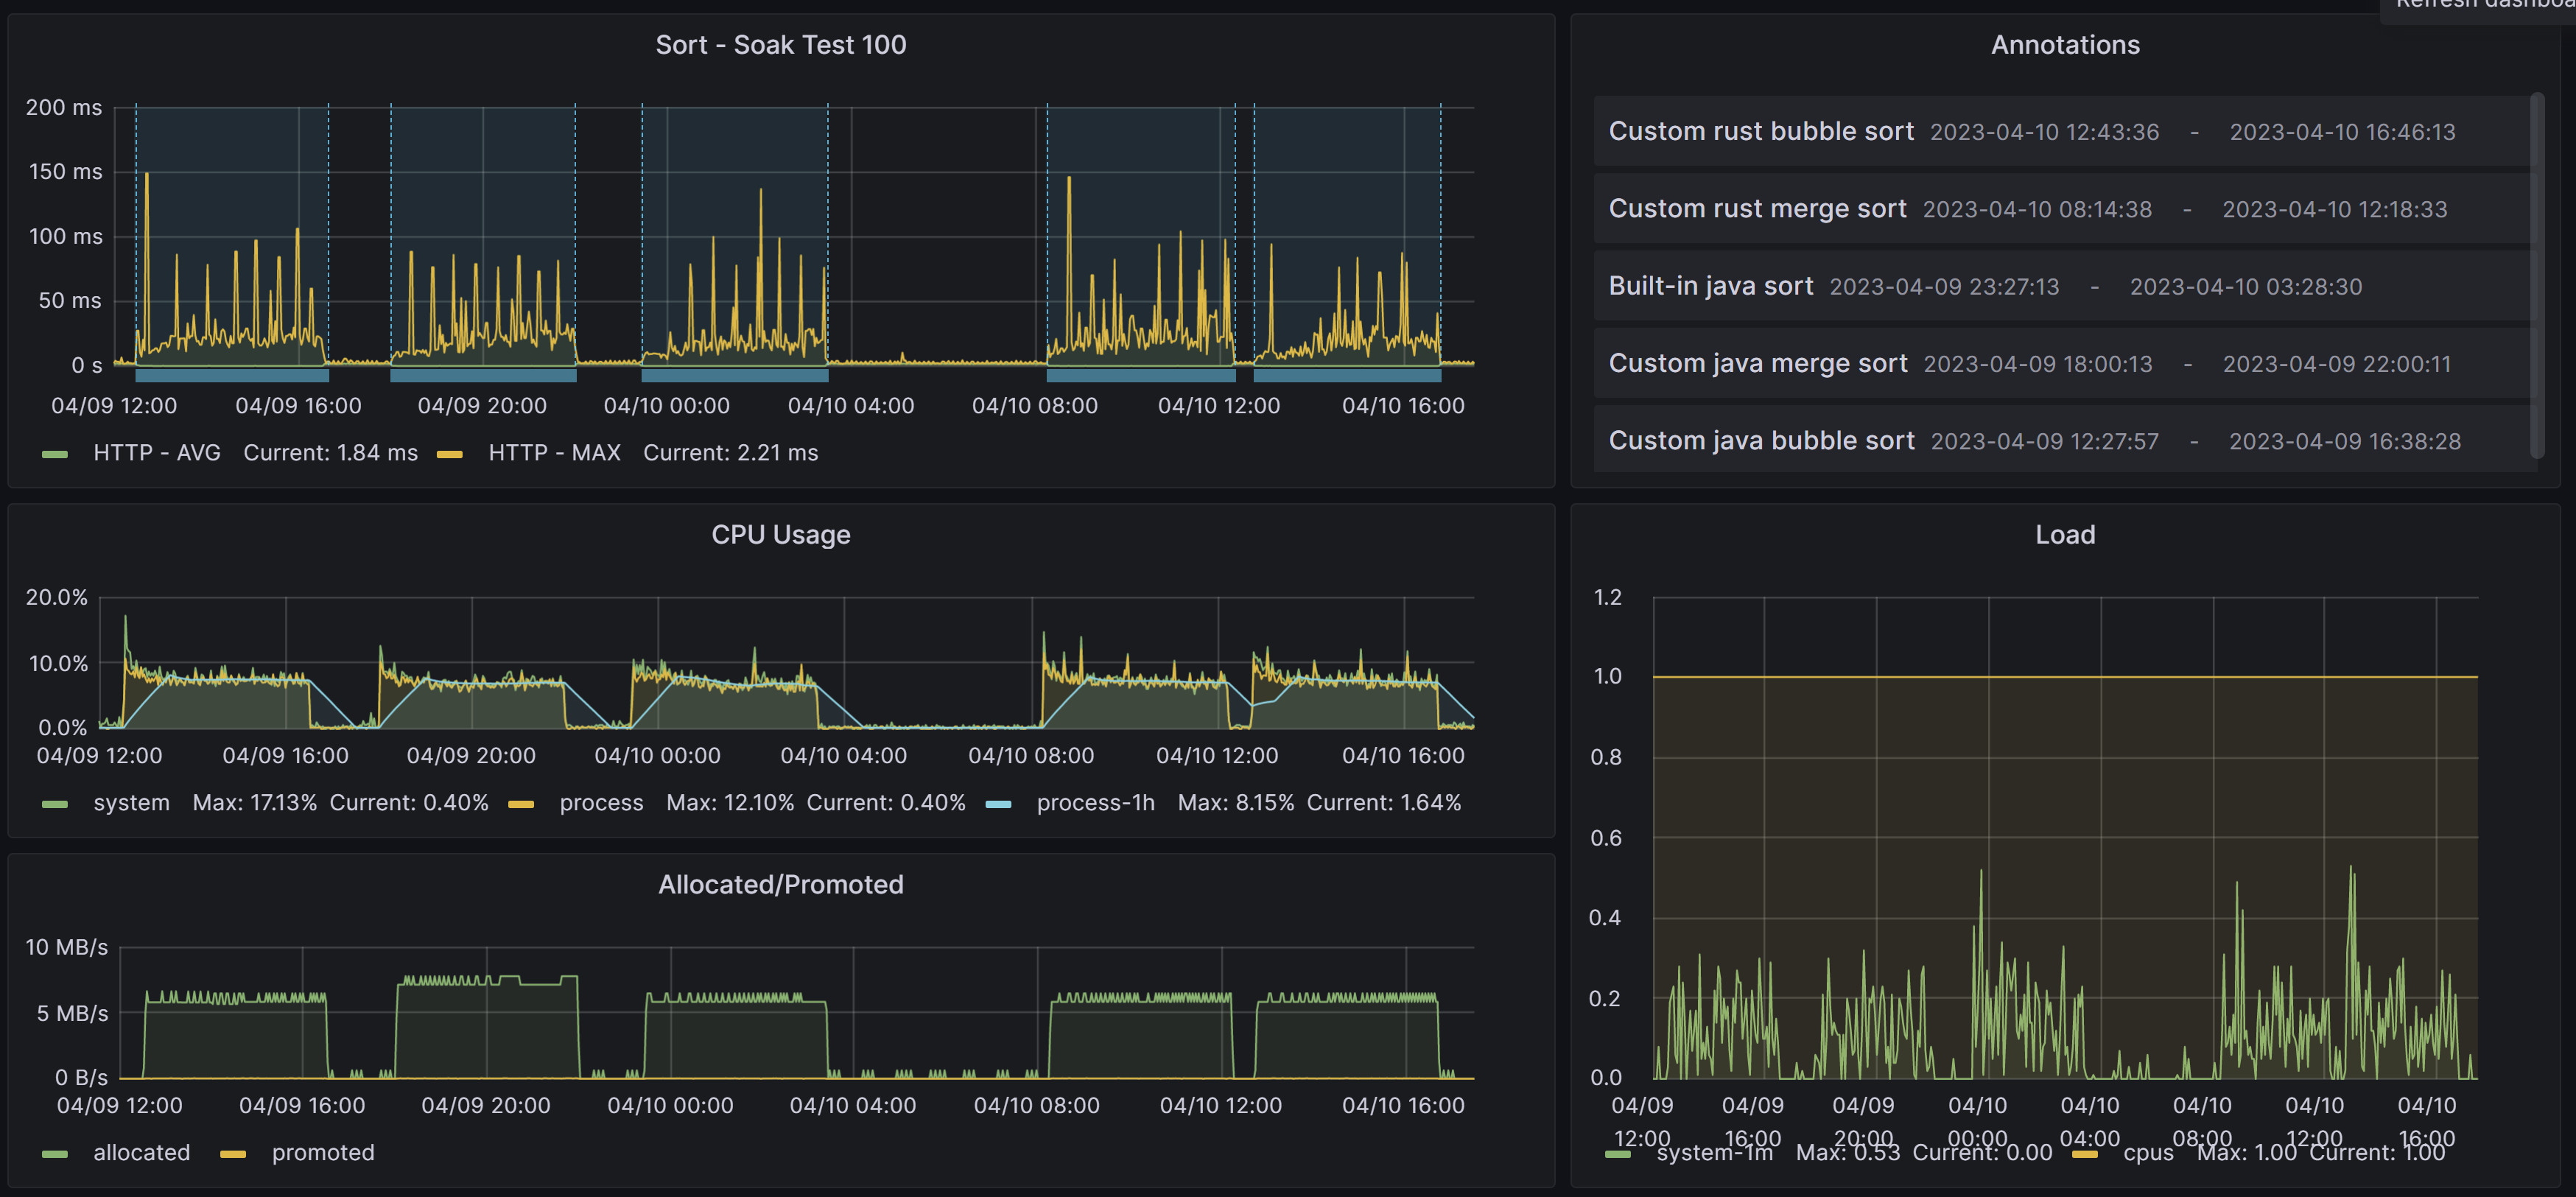 Refresh dashboa
Sort - Soak Test 100
200 ms
150 ms
100 ms
50 ms
0 s
04/09 12:00 04/09 16:00 04/09 20:00 04/10 00:00 04/10 04:00 04/10 08:00 04/10 12:00 04/10 16:00
HTTP - AVG Current: 1.84 ms HTTP - MAX Current: 2.21 ms
Annotations
Custom rust bubble sort 2023-04-10 12:43:36 - 2023-04-10 16:46:13
Custom rust merge sort 2023-04-10 08:14:38 - 2023-04-10 12:18:33
Built-in java sort 2023-04-09 23:27:13 - 2023-04-10 03:28:30
Custom java merge sort 2023-04-09 18:00:13 - 2023-04-09 22:00:11
Custom java bubble sort 2023-04-09 12:27:57 - 2023-04-09 16:38:28
CPU Usage
20.0%
10.0%
0.0%
04/09 12:00 04/09 16:00 04/09 20:00 04/10 00:00 04/10 04:00 04/10 08:00 04/10 12:00 04/10 16:00
system Max: 17.13% Current: 0.40% process Max: 12.10% Current: 0.40% process-1h Max: 8.15% Current: 1.64%
Allocated/Promoted
10 MB/s
5 MB/s
0 B/s
04/09 12:00 04/09 16:00 04/09 20:00 04/10 00:00 04/10 04:00 04/10 08:00 04/10 12:00 04/10 16:00
allocated promoted
Load
1.2
1.0
0.8
0.6
0.4
0.2
0.0
04/09 04/09 04/09 04/10 04/10 04/10 04/10 04/10
12:00 16:00 20:00 00:00 04:00 08:00 12:00 16:00
system-1m Max: 0.53 Current: 0.00 cpus Max: 1.00 Current: 1.00